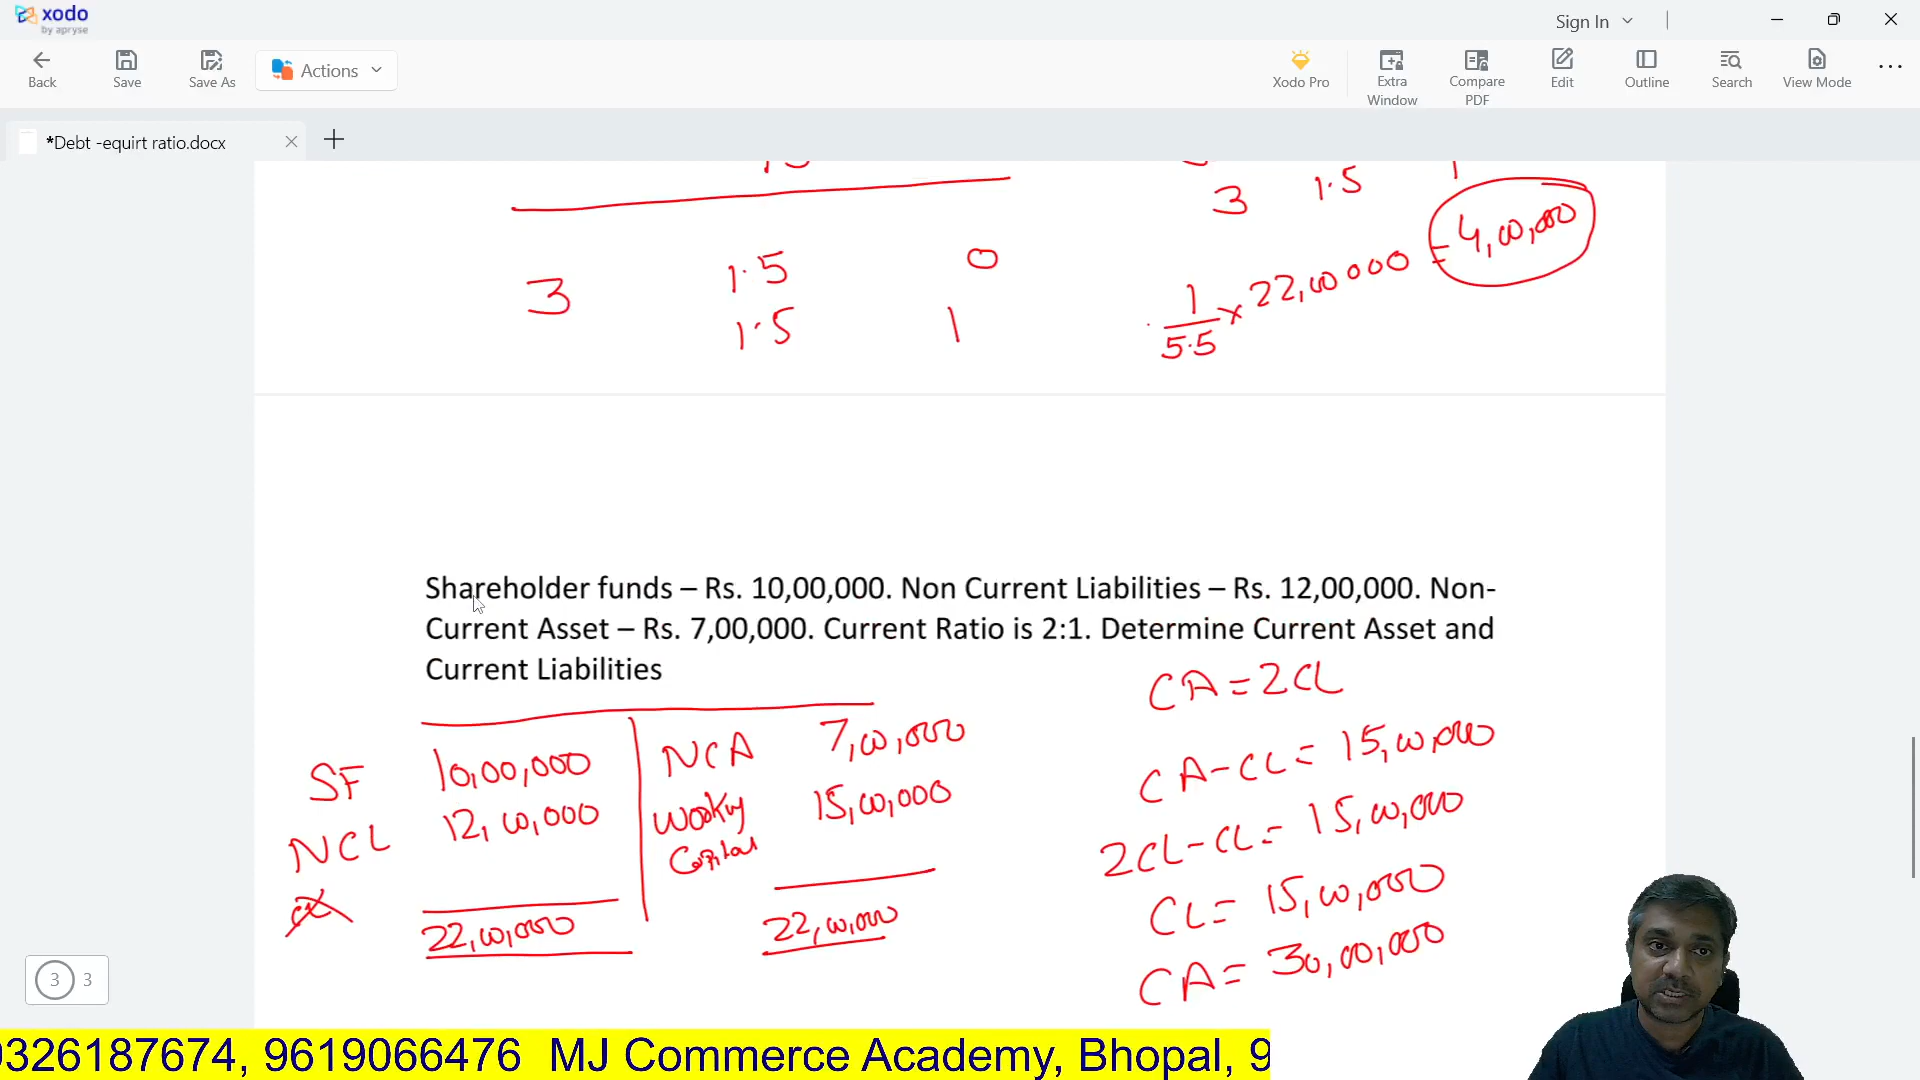 xodo
by apryse
Sign In
Back
Save
Save As
Actions
Xodo Pro
Extra Window
Compare PDF
Edit
Outline
Search
View Mode
*Debt -equirt ratio.docx
3 1.5
3 1.5 0
1.5 1
1/5.5 × 22,00000 = 4,00,000
Shareholder funds – Rs. 10,00,000. Non Current Liabilities – Rs. 12,00,000. Non-
Current Asset – Rs. 7,00,000. Current Ratio is 2:1. Determine Current Asset and
Current Liabilities
SF 10,00,000 NCA 7,00,000
NCL 12,00,000 15,00,000
Capital
22,00,000 22,00,000
CA = 2CL
CA-CL = 15,00,000
2CL-CL = 15,00,000
CL = 15,00,000
CA = 30,00,000
3 3
326187674, 9619066476 MJ Commerce Academy, Bhopal, 9